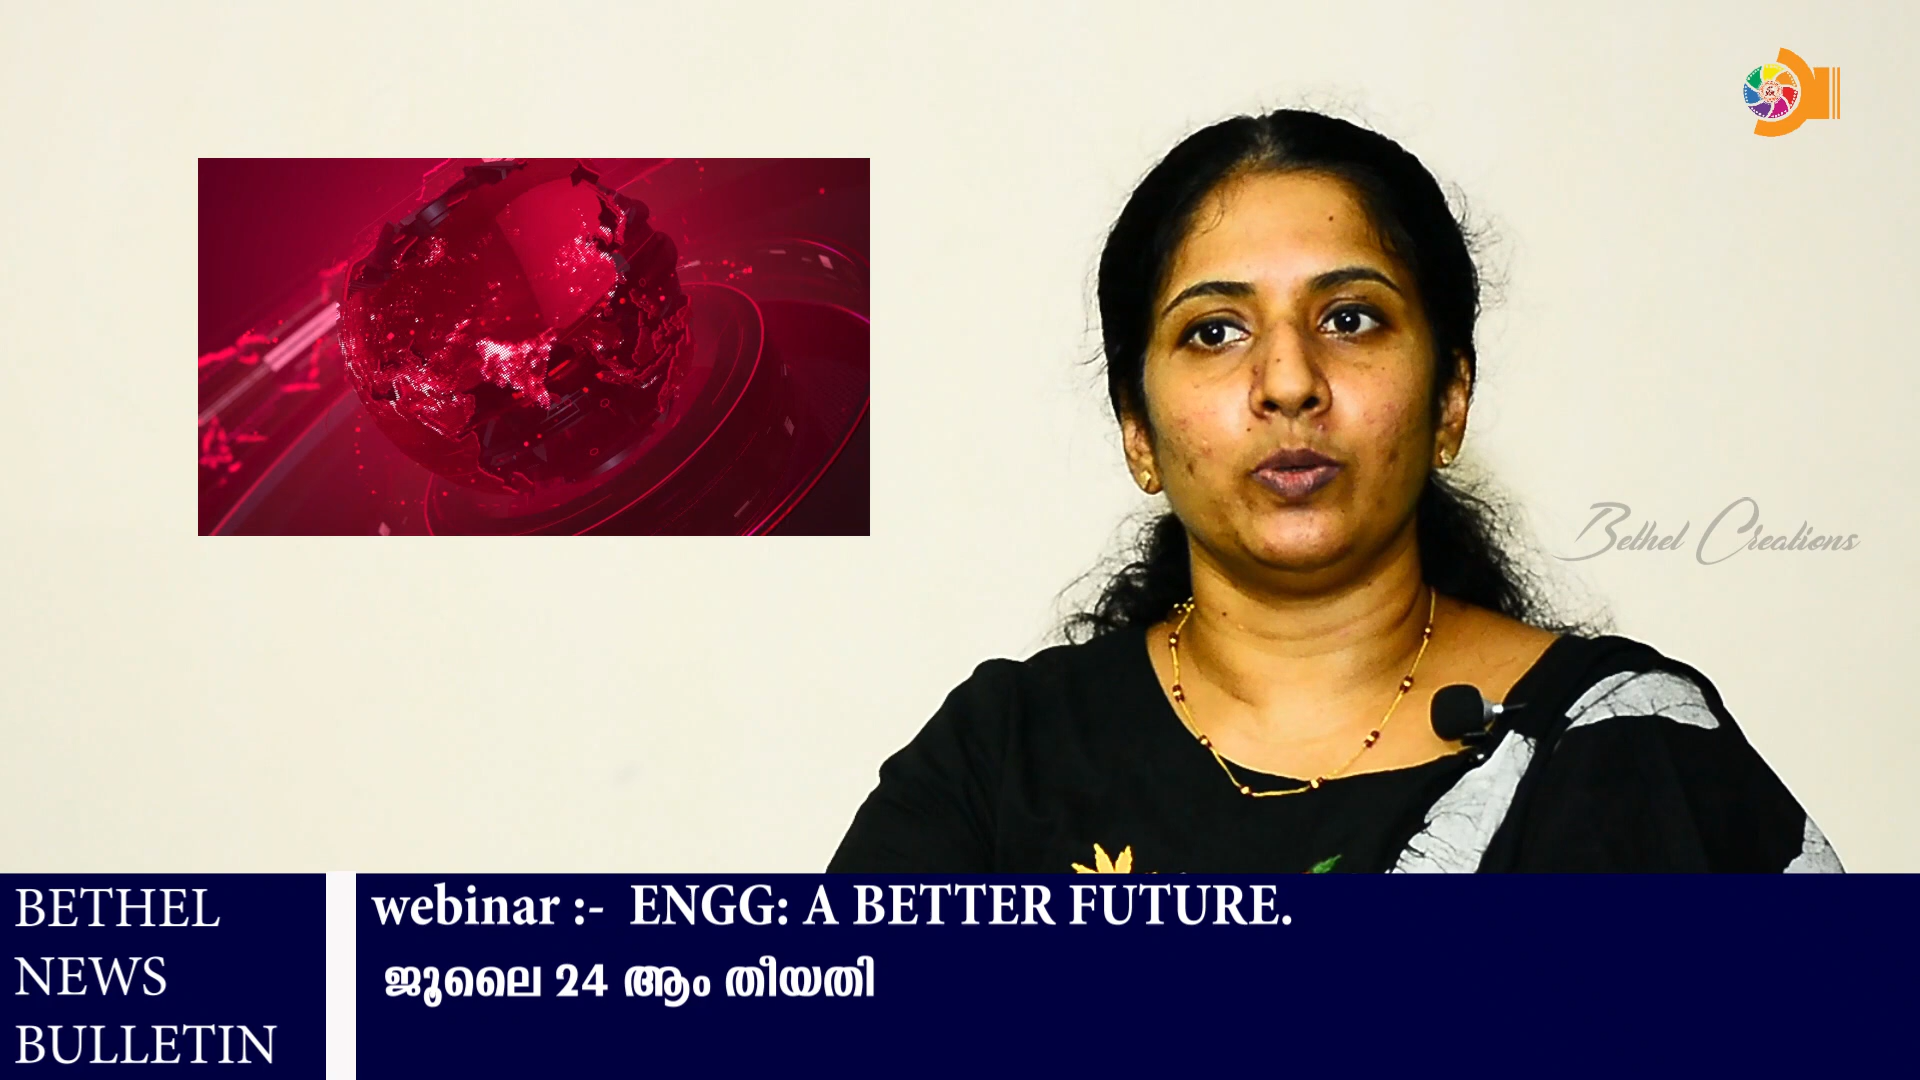 Bethel Creations
BETHEL
NEWS
BULLETIN
webinar :- ENGG: A BETTER FUTURE.
ജൂലൈ 24 ആം തീയതി